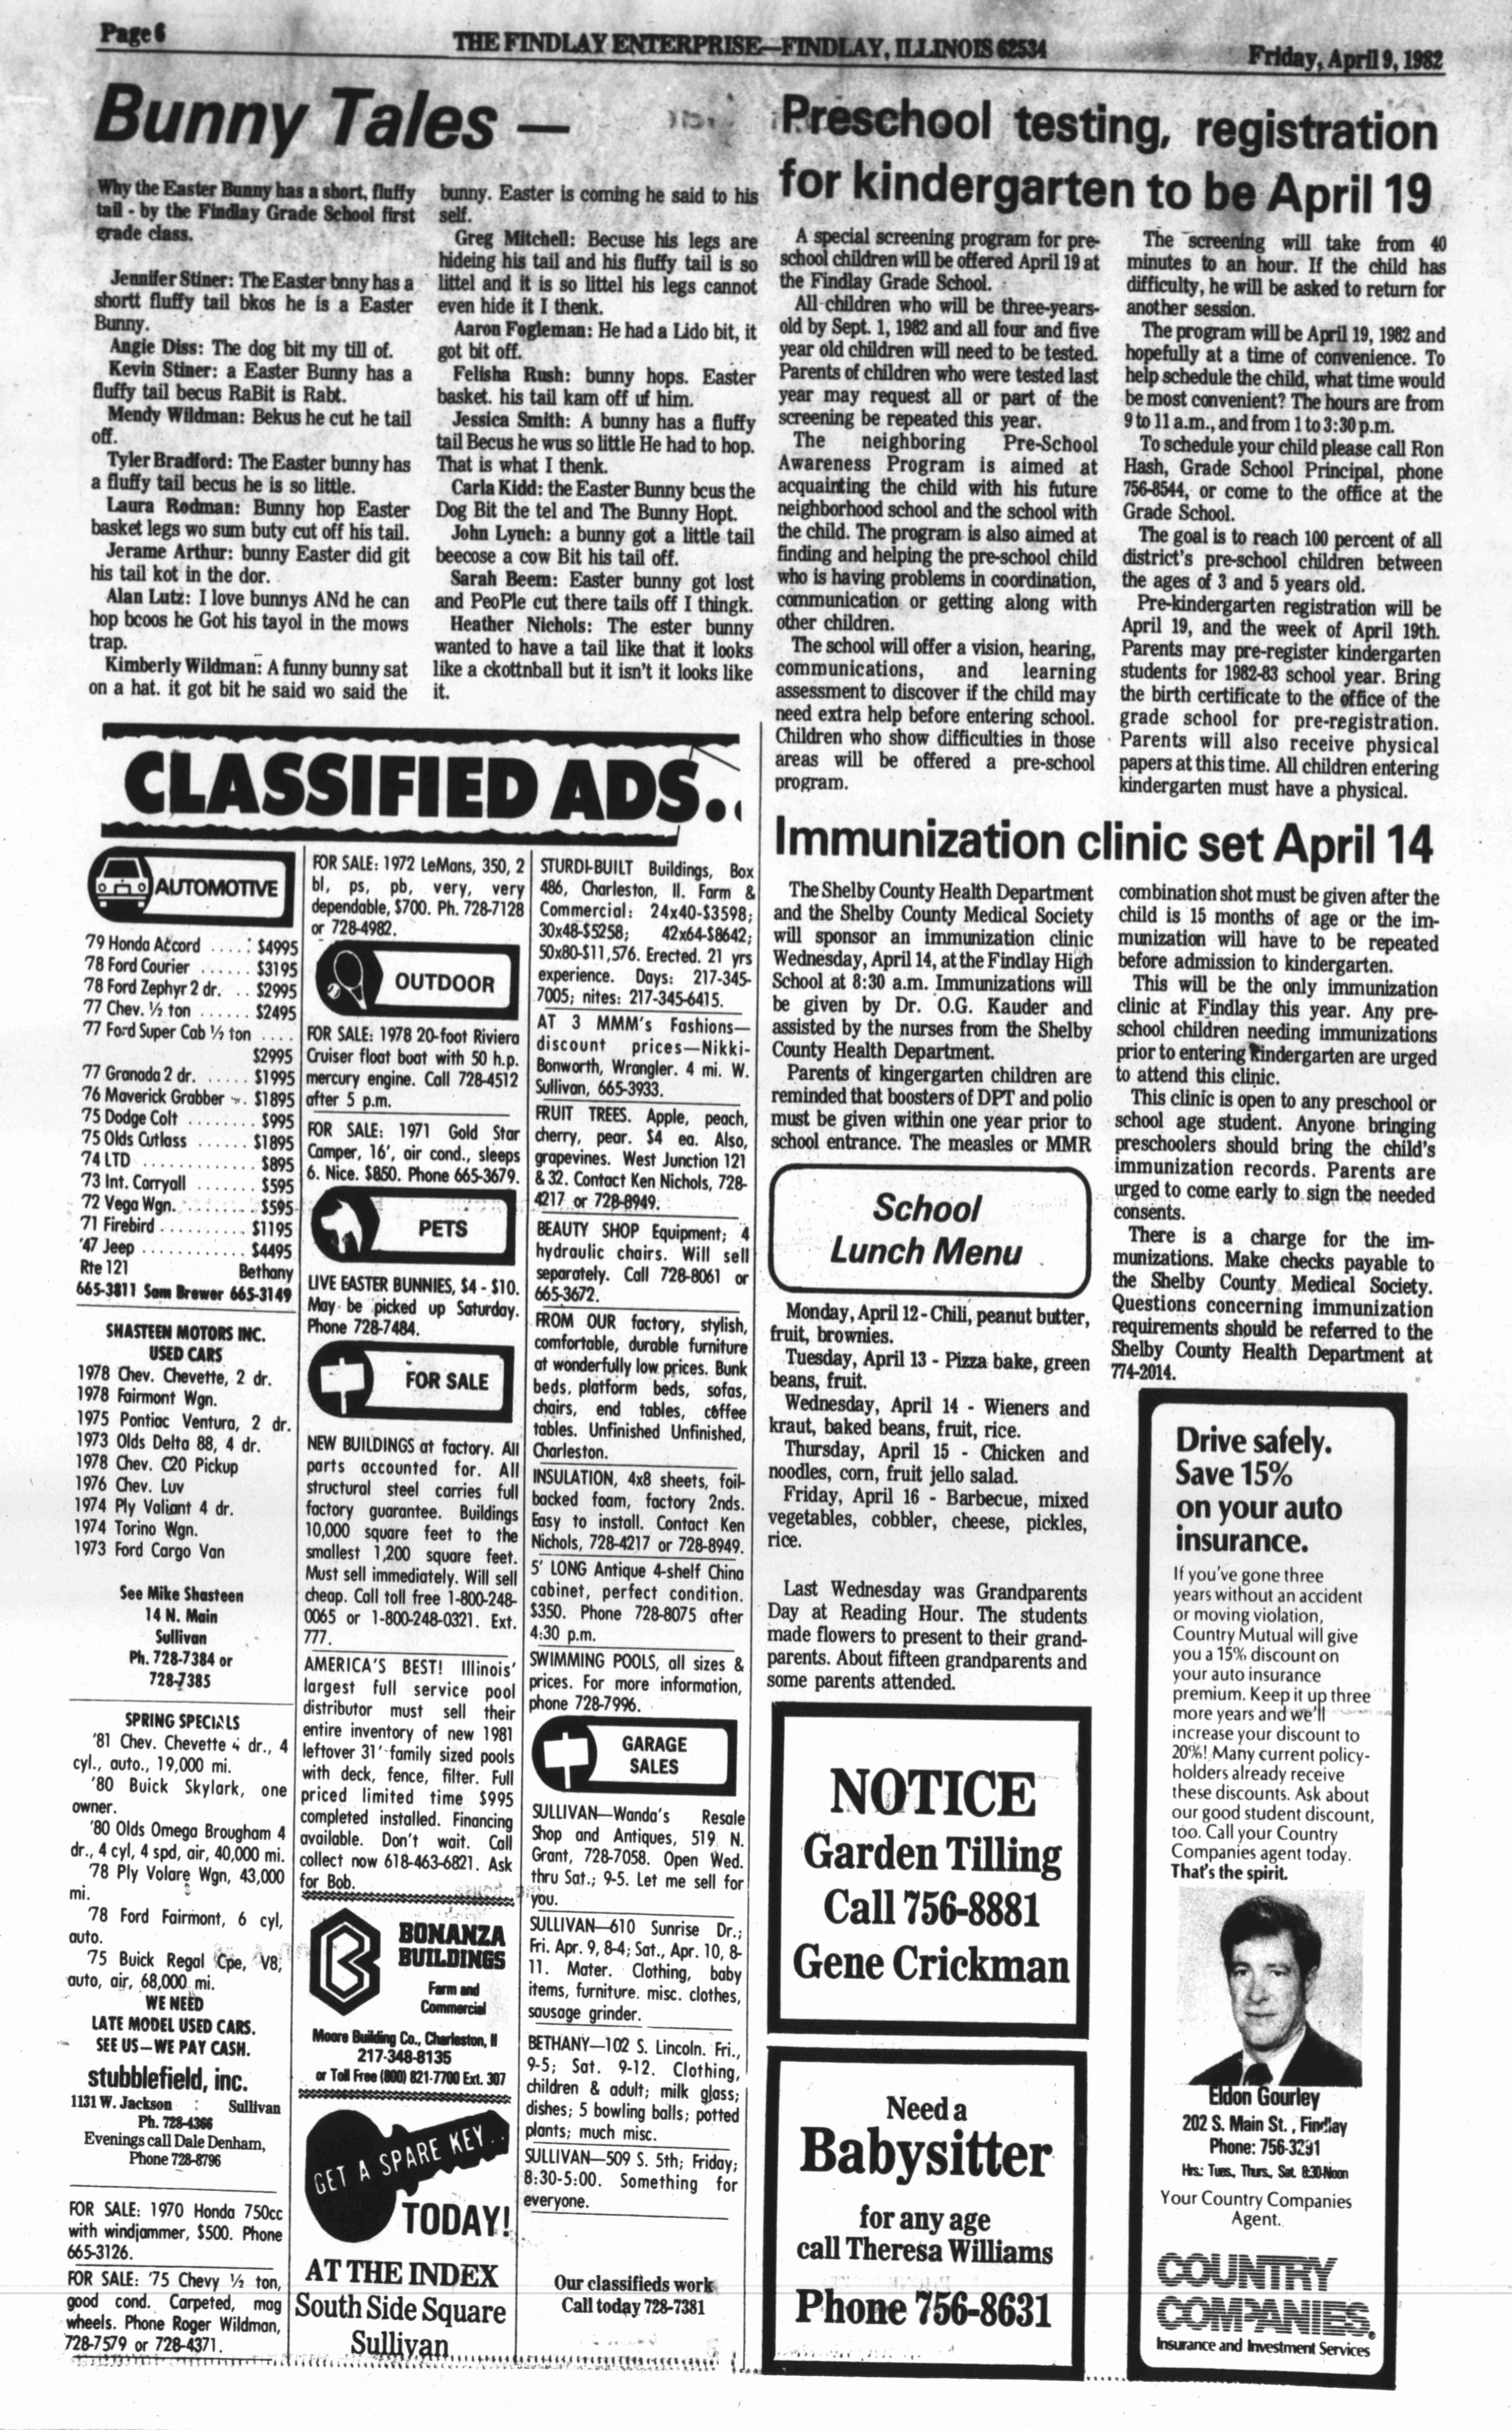 Page 6
THE FINDLAY ENTERPRISE—FINDLAY, ILLINOIS 62534
Friday, April 9, 1982
Bunny Tales —
Why the Easter Bunny has a short, fluffy
tail - by the Findlay Grade School first
grade class.
Jennifer Stiner: The Easter bnny has a
shortt fluffy tail bkos he is a Easter
Bunny.
Angie Diss: The dog bit my till of.
Kevin Stiner: a Easter Bunny has a
fluffy tail becus RaBit is Rabt.
Mendy Wildman: Bekus he cut he tail
off.
Tyler Bradford: The Easter bunny has
a fluffy tail becus he is so little.
Laura Rodman: Bunny hop Easter
basket legs wo sum buty cut off his tail.
Jerame Arthur: bunny Easter did git
his tail kot in the dor.
Alan Lutz: I love bunnys ANd he can
hop bcoos he Got his tayol in the mows
trap.
Kimberly Wildman: A funny bunny sat
on a hat. it got bit he said wo said the
bunny. Easter is coming he said to his
self.
Greg Mitchell: Becuse his legs are
hideing his tail and his fluffy tail is so
littel and it is so littel his legs cannot
even hide it I thenk.
Aaron Fogleman: He had a Lido bit, it
got bit off.
Felisha Rush: bunny hops. Easter
basket. his tail kam off uf him.
Jessica Smith: A bunny has a fluffy
tail Becus he wus so little He had to hop.
That is what I thenk.
Carla Kidd: the Easter Bunny bcus the
Dog Bit the tel and The Bunny Hopt.
John Lynch: a bunny got a little tail
beecose a cow Bit his tail off.
Sarah Beem: Easter bunny got lost
and PeoPle cut there tails off I thingk.
Heather Nichols: The ester bunny
wanted to have a tail like that it looks
like a ckottnball but it isn't it looks like
it.
Preschool testing, registration
for kindergarten to be April 19
A special screening program for pre-
school children will be offered April 19 at
the Findlay Grade School.
All children who will be three-years-
old by Sept. 1, 1982 and all four and five
year old children will need to be tested.
Parents of children who were tested last
year may request all or part of the
screening be repeated this year.
The neighboring Pre-School
Awareness Program is aimed at
acquainting the child with his future
neighborhood school and the school with
the child. The program is also aimed at
finding and helping the pre-school child
who is having problems in coordination,
communication or getting along with
other children.
The school will offer a vision, hearing,
communications, and learning
assessment to discover if the child may
need extra help before entering school.
Children who show difficulties in those
areas will be offered a pre-school
program.
The screening will take from 40
minutes to an hour. If the child has
difficulty, he will be asked to return for
another session.
The program will be April 19, 1982 and
hopefully at a time of convenience. To
help schedule the child, what time would
be most convenient? The hours are from
9 to 11 a.m., and from 1 to 3:30 p.m.
To schedule your child please call Ron
Hash, Grade School Principal, phone
756-8544, or come to the office at the
Grade School.
The goal is to reach 100 percent of all
district's pre-school children between
the ages of 3 and 5 years old.
Pre-kindergarten registration will be
April 19, and the week of April 19th.
Parents may pre-register kindergarten
students for 1982-83 school year. Bring
the birth certificate to the office of the
grade school for pre-registration.
Parents will also receive physical
papers at this time. All children entering
kindergarten must have a physical.
CLASSIFIED ADS..
AUTOMOTIVE
79 Honda Accord .... $4995
'78 Ford Courier ...... $3195
'78 Ford Zephyr 2 dr. .. $2995
'77 Chev. ½ ton ....... $2495
'77 Ford Super Cab ½ ton ....
$2995
'77 Granada 2 dr. ...... $1995
'76 Maverick Grabber .. $1895
'75 Dodge Colt ........ $995
'75 Olds Cutlass ...... $1895
'74 LTD ............ $895
'73 Int. Carryall ....... $595
'72 Vega Wgn. ........ $595
'71 Firebird .......... $1195
'47 Jeep ............ $4495
Rte 121 Bethany
665-3811 Sam Brewer 665-3149
SHASTEEN MOTORS INC.
USED CARS
1978 Chev. Chevette, 2 dr.
1978 Fairmont Wgn.
1975 Pontiac Ventura, 2 dr.
1973 Olds Delta 88, 4 dr.
1978 Chev. C20 Pickup
1976 Chev. Luv
1974 Ply Valiant 4 dr.
1974 Torino Wgn.
1973 Ford Cargo Van
See Mike Shasteen
14 N. Main
Sullivan
Ph. 728-7384 or
728-7385
SPRING SPECIALS
'81 Chev. Chevette 4 dr., 4
cyl., auto., 19,000 mi.
'80 Buick Skylark, one
owner.
'80 Olds Omega Brougham 4
dr., 4 cyl, 4 spd, air, 40,000 mi.
'78 Ply Volare Wgn, 43,000
mi.
'78 Ford Fairmont, 6 cyl,
auto.
'75 Buick Regal Cpe, V8,
auto, air, 68,000 mi.
WE NEED
LATE MODEL USED CARS.
SEE US—WE PAY CASH.
stubblefield, inc.
1131 W. Jackson : Sullivan
Ph. 728-4366
Evenings call Dale Denham,
Phone 728-8796
FOR SALE: 1970 Honda 750cc
with windjammer, $500. Phone
665-3126.
FOR SALE: '75 Chevy ½ ton,
good cond. Carpeted, mag
wheels. Phone Roger Wildman,
728-7579 or 728-4371.
FOR SALE: 1972 LeMans, 350, 2
bl, ps, pb, very, very
dependable, $700. Ph. 728-7128
or 728-4982.
OUTDOOR
FOR SALE: 1978 20-foot Riviera
Cruiser float boat with 50 h.p.
mercury engine. Call 728-4512
after 5 p.m.
FOR SALE: 1971 Gold Star
Camper, 16', air cond., sleeps
6. Nice. $850. Phone 665-3679.
PETS
LIVE EASTER BUNNIES, $4 - $10.
May be picked up Saturday.
Phone 728-7484.
FOR SALE
NEW BUILDINGS at factory. All
parts accounted for. All
structural steel carries full
factory guarantee. Buildings
10,000 square feet to the
smallest 1,200 square feet.
Must sell immediately. Will sell
cheap. Call toll free 1-800-248-
0065 or 1-800-248-0321. Ext.
777.
AMERICA'S BEST! Illinois'
largest full service pool
distributor must sell their
entire inventory of new 1981
leftover 31' family sized pools
with deck, fence, filter. Full
priced limited time $995
completed installed. Financing
available. Don't wait. Call
collect now 618-463-6821. Ask
for Bob.
BONANZA
BUILDINGS
Farm and
Commercial
Moore Building Co., Charleston, Il
217-348-8135
or Toll Free (800) 821-7700 Ext. 307
GET A SPARE KEY...
TODAY!
AT THE INDEX
South Side Square
Sullivan
STURDI-BUILT Buildings, Box
486, Charleston, Il. Farm &
Commercial: 24x40-$3598;
30x48-$5258; 42x64-$8642;
50x80-$11,576. Erected. 21 yrs
experience. Days: 217-345-
7005; nites: 217-345-6415.
AT 3 MMM's Fashions—
discount prices—Nikki-
Bonworth, Wrangler. 4 mi. W.
Sullivan, 665-3933.
FRUIT TREES. Apple, peach,
cherry, pear. $4 ea. Also,
grapevines. West Junction 121
& 32. Contact Ken Nichols, 728-
4217 or 728-8949.
BEAUTY SHOP Equipment; 4
hydraulic chairs. Will sell
separately. Call 728-8061 or
665-3672.
FROM OUR factory, stylish,
comfortable, durable furniture
at wonderfully low prices. Bunk
beds, platform beds, sofas,
chairs, end tables, coffee
tables. Unfinished Unfinished,
Charleston.
INSULATION, 4x8 sheets, foil-
backed foam, factory 2nds.
Easy to install. Contact Ken
Nichols, 728-4217 or 728-8949.
5' LONG Antique 4-shelf China
cabinet, perfect condition.
$350. Phone 728-8075 after
4:30 p.m.
SWIMMING POOLS, all sizes &
prices. For more information,
phone 728-7996.
GARAGE
SALES
SULLIVAN—Wanda's Resale
Shop and Antiques, 519 N.
Grant, 728-7058. Open Wed.
thru Sat.; 9-5. Let me sell for
you.
SULLIVAN—610 Sunrise Dr.;
Fri. Apr. 9, 8-4; Sat., Apr. 10, 8-
11. Mater. Clothing, baby
items, furniture. misc. clothes,
sausage grinder.
BETHANY—102 S. Lincoln. Fri.,
9-5; Sat. 9-12. Clothing,
children & adult; milk glass;
dishes; 5 bowling balls; potted
plants; much misc.
SULLIVAN—509 S. 5th; Friday;
8:30-5:00. Something for
everyone.
Our classifieds work
Call today 728-7381
Immunization clinic set April 14
The Shelby County Health Department
and the Shelby County Medical Society
will sponsor an immunization clinic
Wednesday, April 14, at the Findlay High
School at 8:30 a.m. Immunizations will
be given by Dr. O.G. Kauder and
assisted by the nurses from the Shelby
County Health Department.
Parents of kingergarten children are
reminded that boosters of DPT and polio
must be given within one year prior to
school entrance. The measles or MMR
combination shot must be given after the
child is 15 months of age or the im-
munization will have to be repeated
before admission to kindergarten.
This will be the only immunization
clinic at Findlay this year. Any pre-
school children needing immunizations
prior to entering kindergarten are urged
to attend this clinic.
This clinic is open to any preschool or
school age student. Anyone bringing
preschoolers should bring the child's
immunization records. Parents are
urged to come early to sign the needed
consents.
There is a charge for the im-
munizations. Make checks payable to
the Shelby County Medical Society.
Questions concerning immunization
requirements should be referred to the
Shelby County Health Department at
774-2014.
School
Lunch Menu
Monday, April 12 - Chili, peanut butter,
fruit, brownies.
Tuesday, April 13 - Pizza bake, green
beans, fruit.
Wednesday, April 14 - Wieners and
kraut, baked beans, fruit, rice.
Thursday, April 15 - Chicken and
noodles, corn, fruit jello salad.
Friday, April 16 - Barbecue, mixed
vegetables, cobbler, cheese, pickles,
rice.
Last Wednesday was Grandparents
Day at Reading Hour. The students
made flowers to present to their grand-
parents. About fifteen grandparents and
some parents attended.
NOTICE
Garden Tilling
Call 756-8881
Gene Crickman
Need a
Babysitter
for any age
call Theresa Williams
Phone 756-8631
Drive safely.
Save 15%
on your auto
insurance.
If you've gone three
years without an accident
or moving violation,
Country Mutual will give
you a 15% discount on
your auto insurance
premium. Keep it up three
more years and we'll
increase your discount to
20%! Many current policy-
holders already receive
these discounts. Ask about
our good student discount,
too. Call your Country
Companies agent today.
That's the spirit.
Eldon Gourley
202 S. Main St., Findlay
Phone: 756-3291
Hrs.: Tues., Thurs., Sat. 8:30-Noon
Your Country Companies
Agent.
COUNTRY
COMPANIES®
Insurance and Investment Services